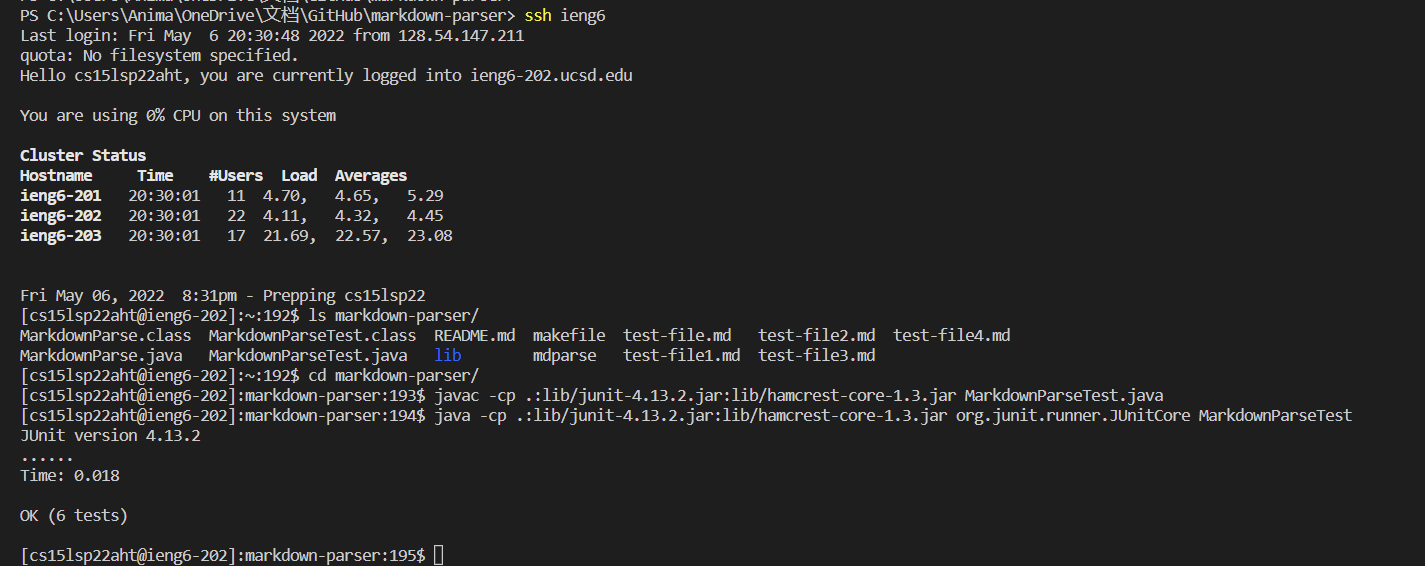 PS C:\Users\Anima\OneDrive\文档\GitHub\markdown-parser> ssh ieng6
Last login: Fri May  6 20:30:48 2022 from 128.54.147.211
quota: No filesystem specified.
Hello cs15lsp22aht, you are currently logged into ieng6-202.ucsd.edu
You are using 0% CPU on this system
Cluster Status
Hostname     Time    #Users  Load  Averages
ieng6-201   20:30:01   11  4.70,   4.65,   5.29
ieng6-202   20:30:01   22  4.11,   4.32,   4.45
ieng6-203   20:30:01   17  21.69,  22.57,  23.08
Fri May 06, 2022  8:31pm - Prepping cs15lsp22
[cs15lsp22aht@ieng6-202]:~:192$ ls markdown-parser/
MarkdownParse.class  MarkdownParseTest.class  README.md  makefile  test-file.md   test-file2.md  test-file4.md
MarkdownParse.java   MarkdownParseTest.java   lib        mdparse   test-file1.md  test-file3.md
[cs15lsp22aht@ieng6-202]:~:192$ cd markdown-parser/
[cs15lsp22aht@ieng6-202]:markdown-parser:193$ javac -cp .:lib/junit-4.13.2.jar:lib/hamcrest-core-1.3.jar MarkdownParseTest.java
[cs15lsp22aht@ieng6-202]:markdown-parser:194$ java -cp .:lib/junit-4.13.2.jar:lib/hamcrest-core-1.3.jar org.junit.runner.JUnitCore MarkdownParseTest
JUnit version 4.13.2
......
Time: 0.018
OK (6 tests)
[cs15lsp22aht@ieng6-202]:markdown-parser:195$